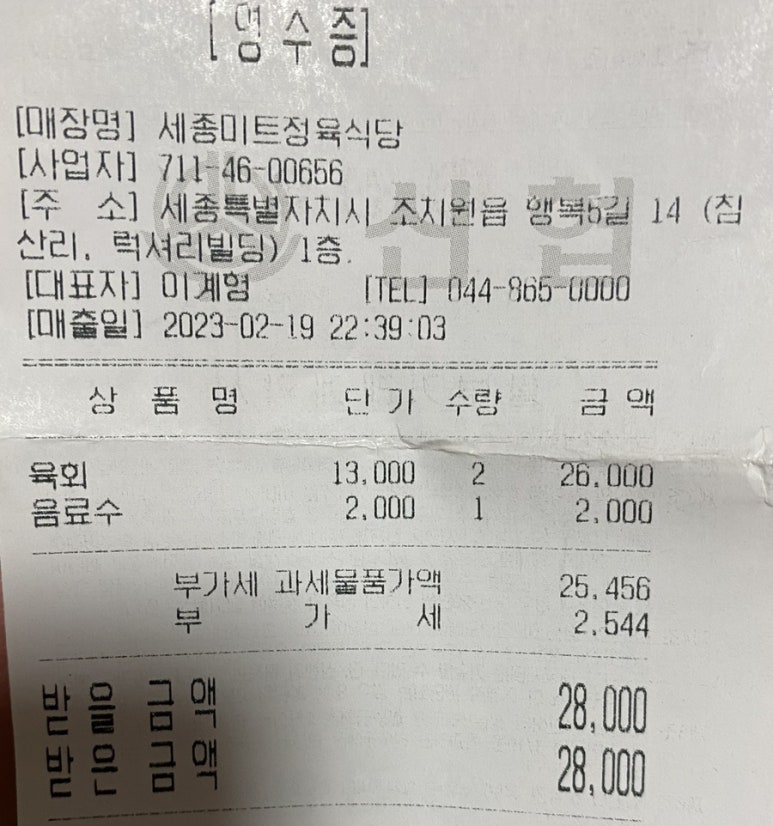 [영수증]
[매장명] 세종미트정육식당
[사업자] 711-46-00656
[주 소] 세종특별자치시 조치원읍 행복5길 14 (침
산리, 럭셔리빌딩) 1층.
[대표자] 이계형 [TEL] 044-865-0000
[매출일] 2023-02-19 22:39:03
상 품 명 단 가 수량 금 액
육회 13,000 2 26,000
음료수 2,000 1 2,000
부가세 과세물품가액 25,456
부 가 세 2,544
받 을 금 액 28,000
받 은 금 액 28,000
신협